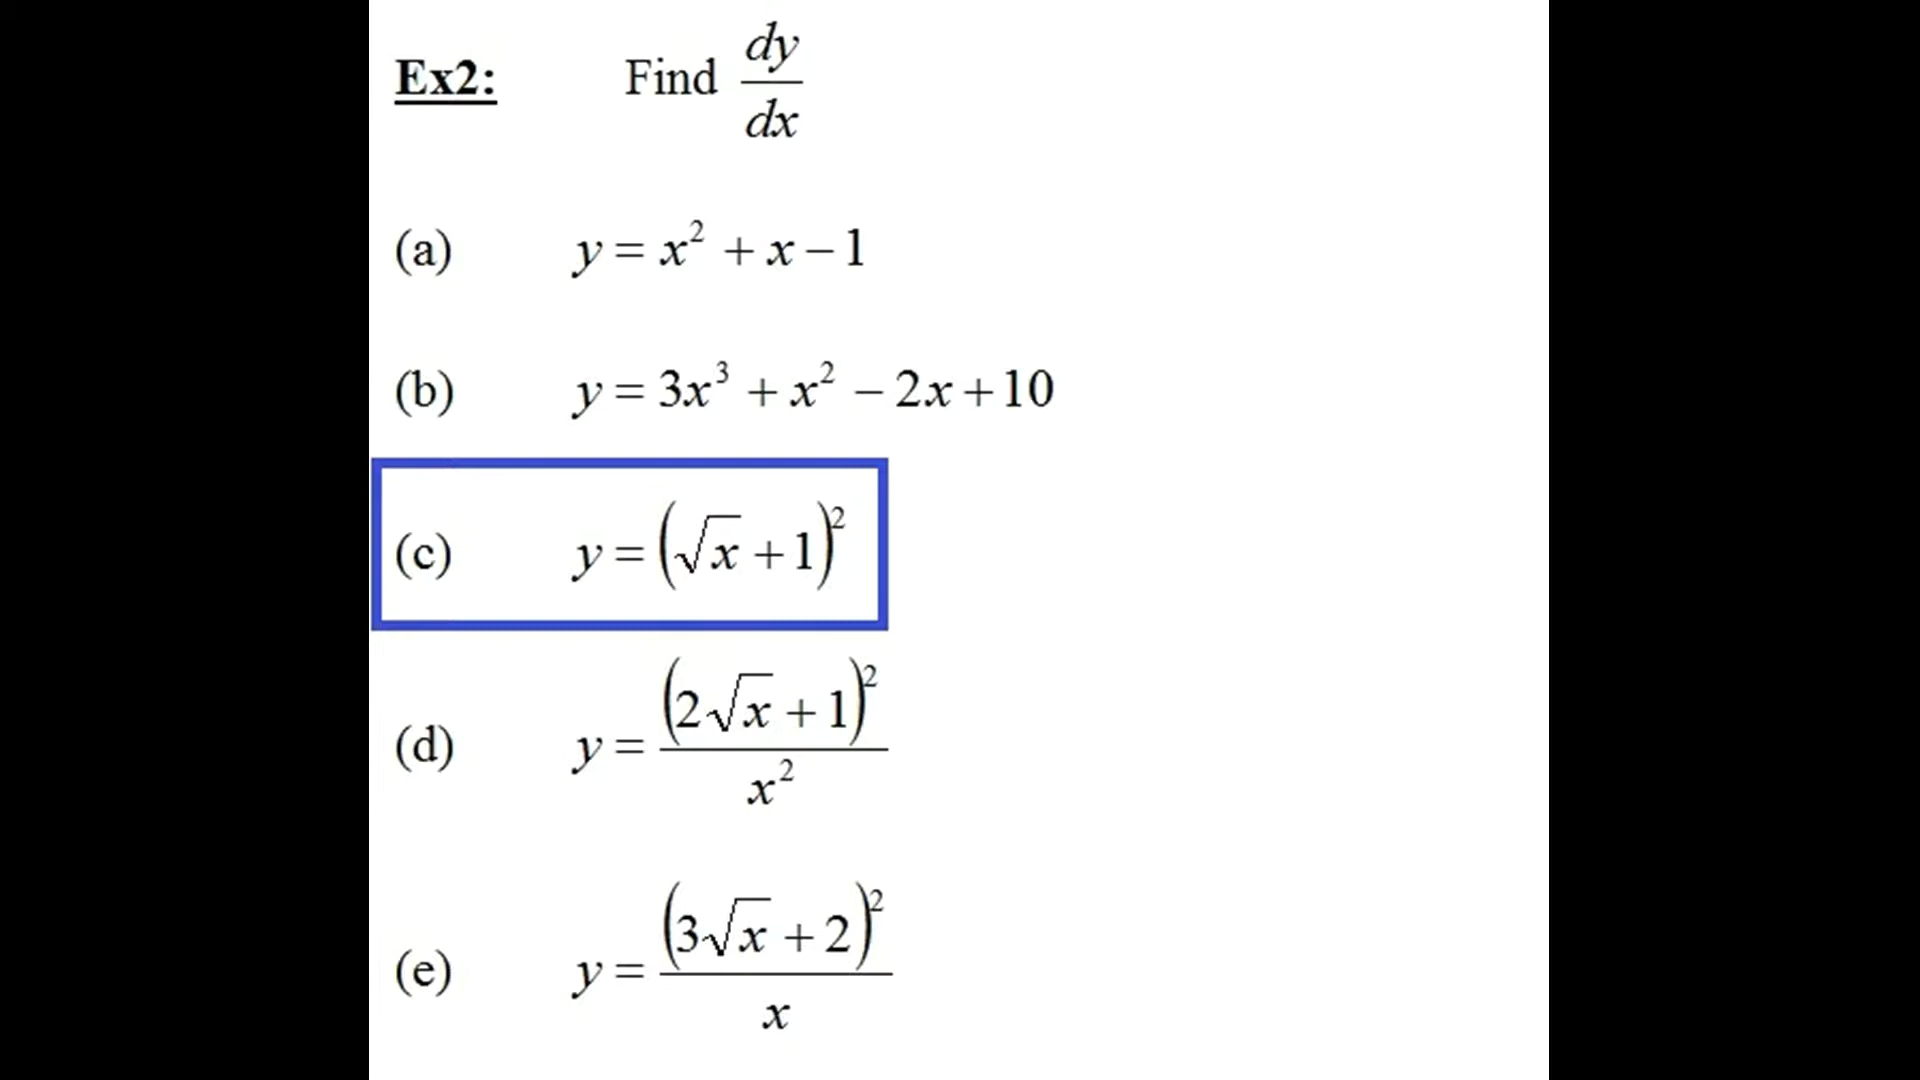 Ex2: Find dy/dx
(a) y = x² + x − 1
(b) y = 3x³ + x² − 2x + 10
(c) y = (√x + 1)²
(d) y = (2√x + 1)² / x²
(e) y = (3√x + 2)² / x